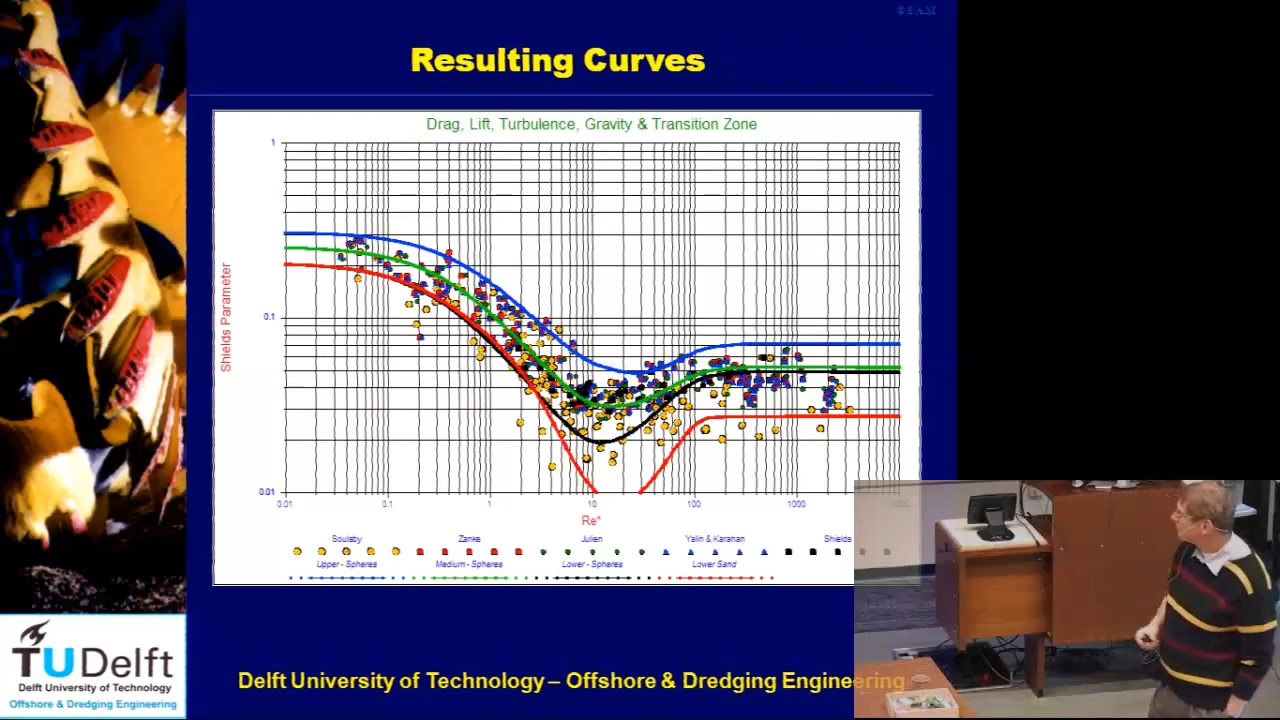 © S A M
Resulting Curves
Drag, Lift, Turbulence, Gravity & Transition Zone
1
0.1
0.01
Shields Parameter
0.01 0.1 1 10 100 1000
Re*
Soulsby Zanke Julien Yalin & Karahan Shields
Upper - Spheres Medium - Spheres Lower - Spheres Lower Sand
TU Delft
Delft University of Technology
Offshore & Dredging Engineering
Delft University of Technology – Offshore & Dredging Engineering